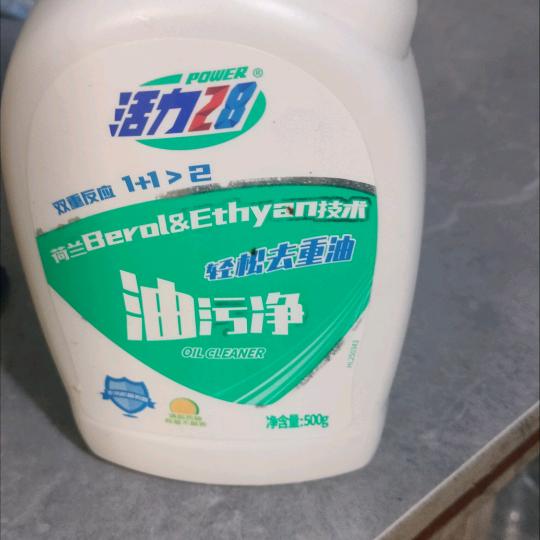 POWER®
活力28
双重反应 1+1>2
荷兰Berol&Ethyan技术
轻松去重油
油污净
OIL CLEANER
净含量:500g